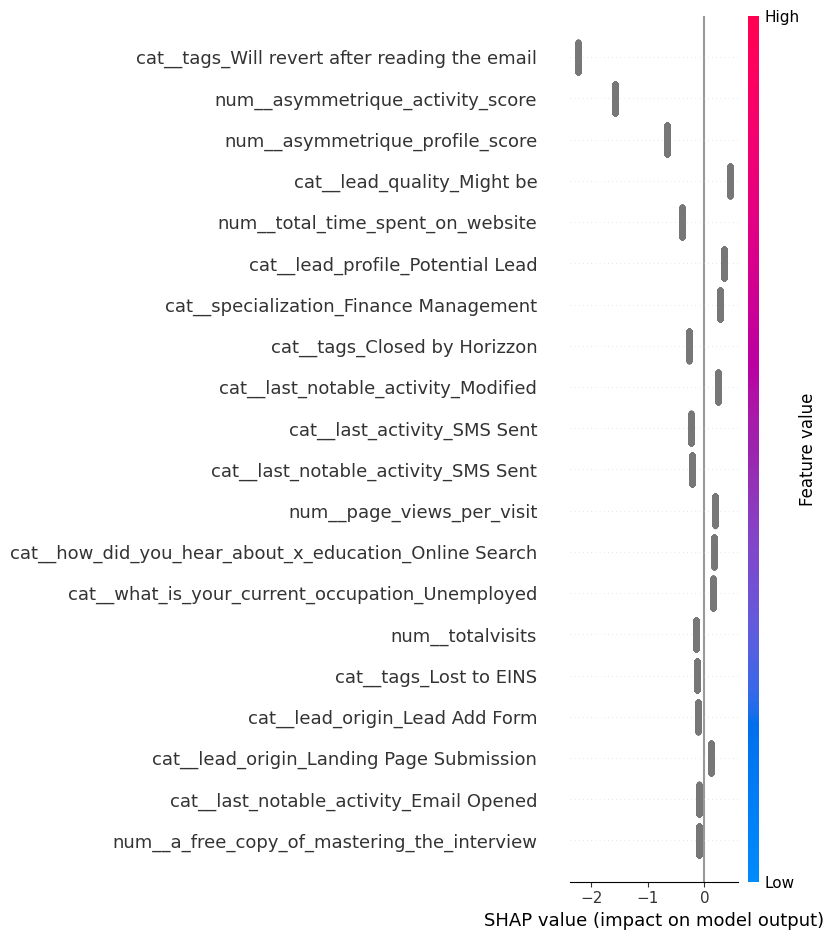 High
cat__tags_Will revert after reading the email
num__asymmetrique_activity_score
num__asymmetrique_profile_score
cat__lead_quality_Might be
num__total_time_spent_on_website
cat__lead_profile_Potential Lead
cat__specialization_Finance Management
cat__tags_Closed by Horizzon
cat__last_notable_activity_Modified
cat__last_activity_SMS Sent
cat__last_notable_activity_SMS Sent
num__page_views_per_visit
cat__how_did_you_hear_about_x_education_Online Search
cat__what_is_your_current_occupation_Unemployed
num__totalvisits
cat__tags_Lost to EINS
cat__lead_origin_Lead Add Form
cat__lead_origin_Landing Page Submission
cat__last_notable_activity_Email Opened
num__a_free_copy_of_mastering_the_interview
Feature value
Low
−2 −1 0
SHAP value (impact on model output)